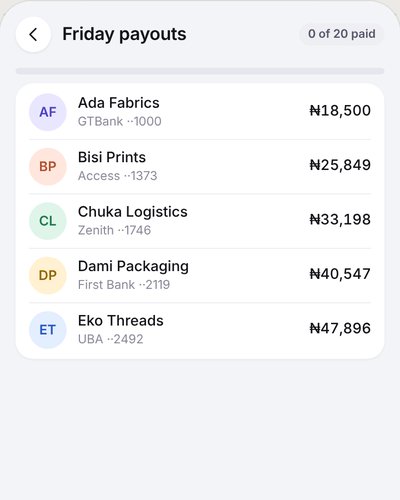 Friday payouts
0 of 20 paid
AF
Ada Fabrics
GTBank ··1000
₦18,500
BP
Bisi Prints
Access ··1373
₦25,849
CL
Chuka Logistics
Zenith ··1746
₦33,198
DP
Dami Packaging
First Bank ··2119
₦40,547
ET
Eko Threads
UBA ··2492
₦47,896